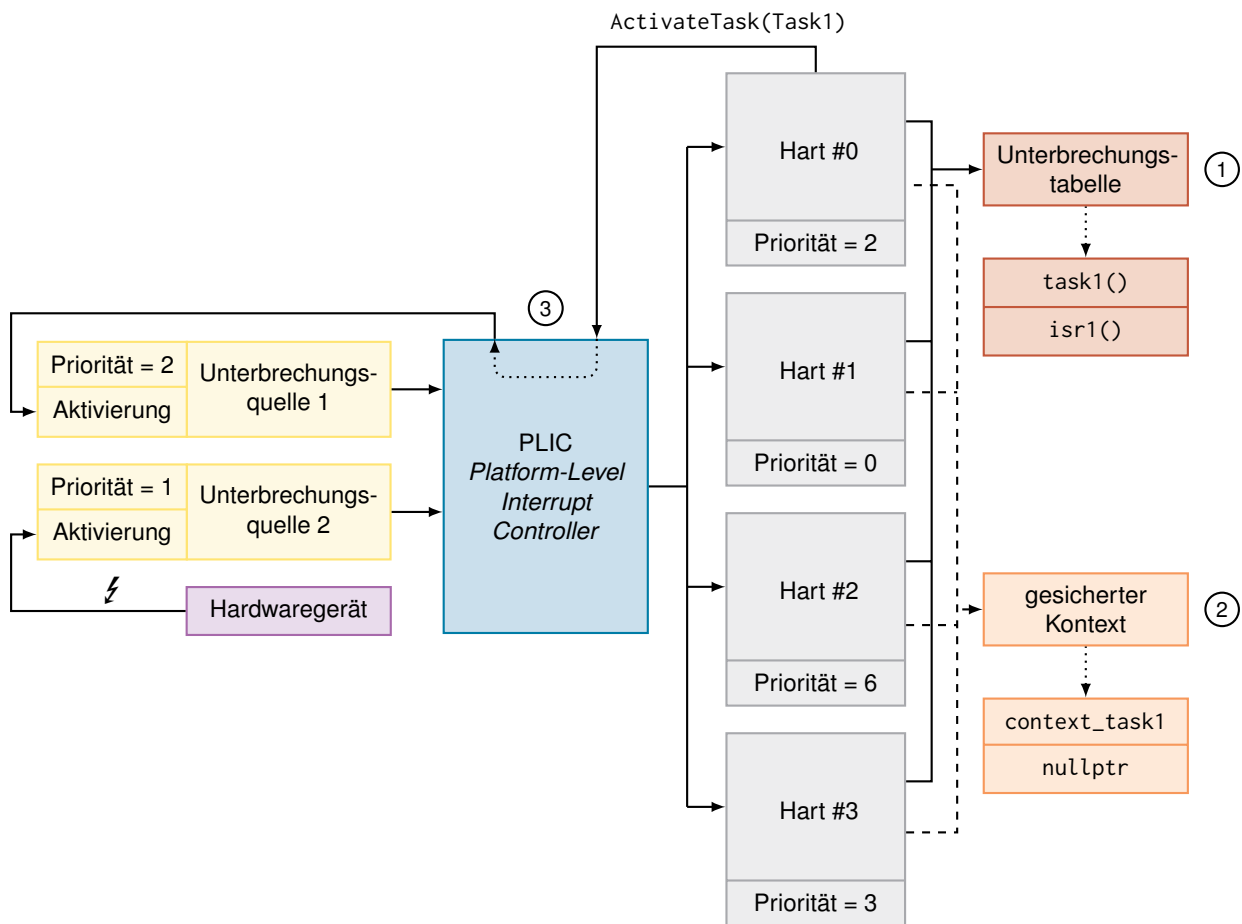 ActivateTask(Task1)
Hart #0
Priorität = 2
Unterbrechungs-
tabelle
1
task1()
isr1()
3
Priorität = 2
Aktivierung
Unterbrechungs-
quelle 1
Priorität = 1
Aktivierung
Unterbrechungs-
quelle 2
Hardwaregerät
PLIC
Platform-Level
Interrupt
Controller
Hart #1
Priorität = 0
Hart #2
Priorität = 6
gesicherter
Kontext
2
context_task1
nullptr
Hart #3
Priorität = 3